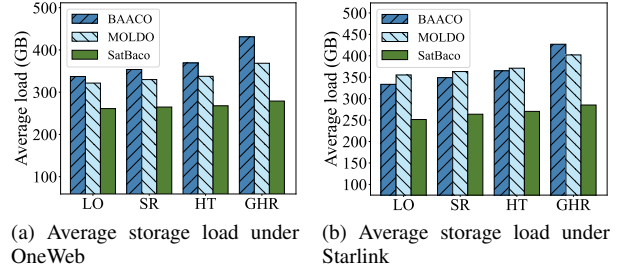 Average load (GB)
500
400
300
200
100
BAACO
MOLDO
SatBaco
LO SR HT GHR
(a) Average storage load under
OneWeb
Average load (GB)
500
450
400
350
300
250
200
150
100
BAACO
MOLDO
SatBaco
LO SR HT GHR
(b) Average storage load under
Starlink